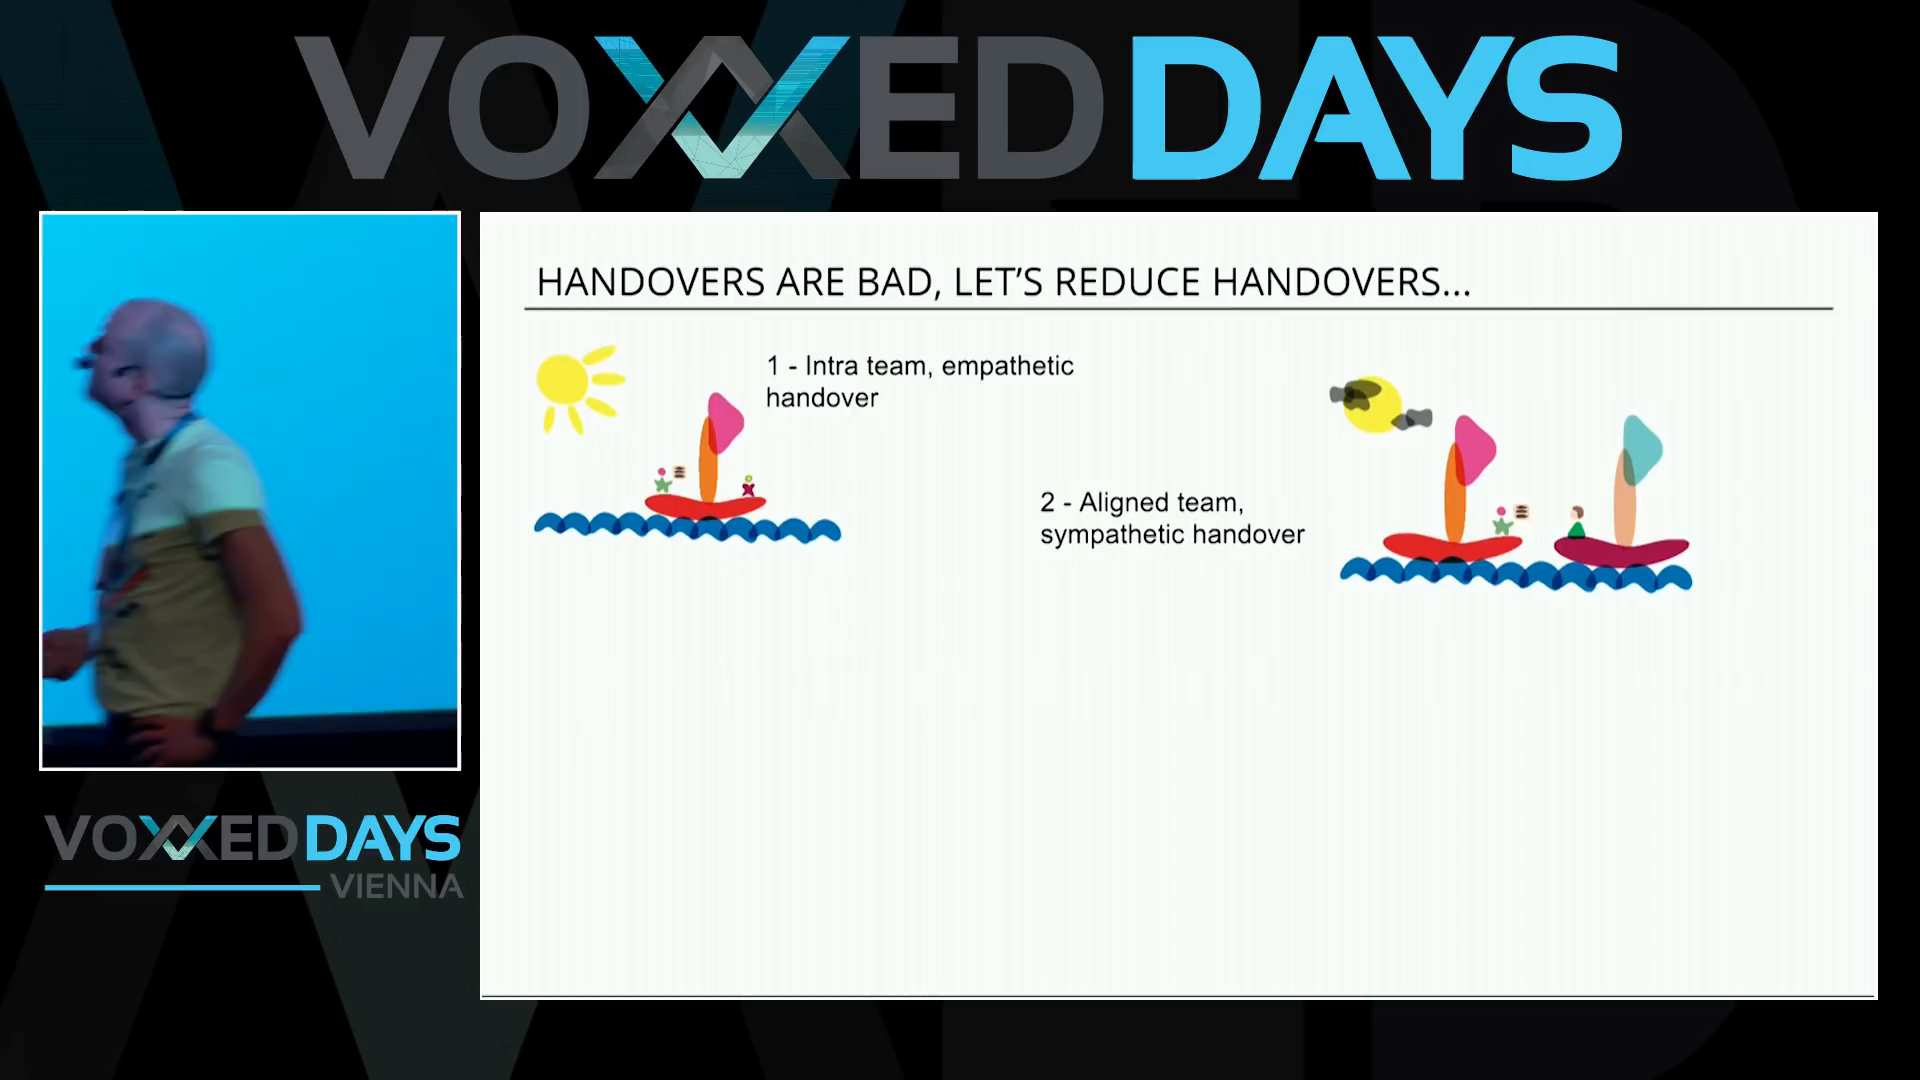 VOXXED DAYS
HANDOVERS ARE BAD, LET'S REDUCE HANDOVERS...
1 - Intra team, empathetic
handover
2 - Aligned team,
sympathetic handover
VOXXED DAYS
VIENNA